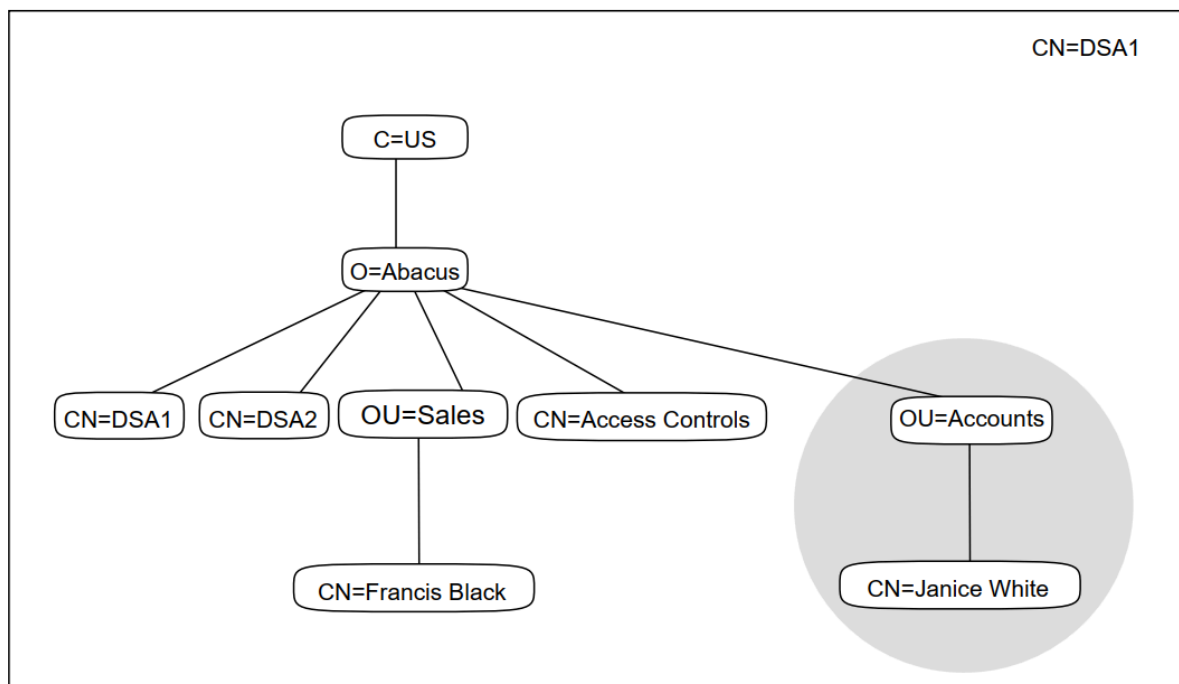 CN=DSA1
C=US
O=Abacus
CN=DSA1
CN=DSA2
OU=Sales
CN=Access Controls
OU=Accounts
CN=Francis Black
CN=Janice White